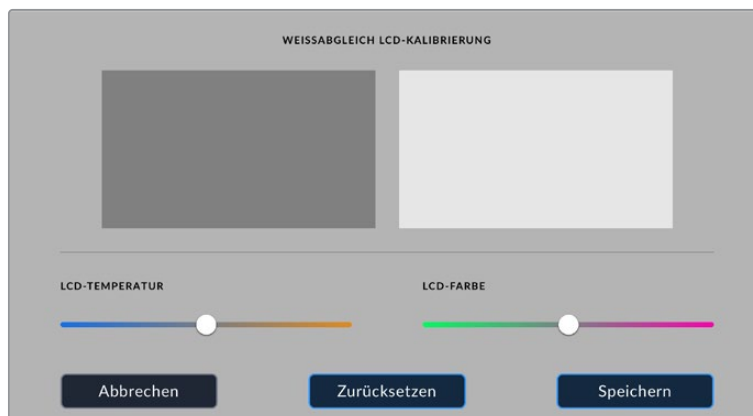 WEISSABGLEICH LCD-KALIBRIERUNG
LCD-TEMPERATUR
LCD-FARBE
Abbrechen
Zurücksetzen
Speichern